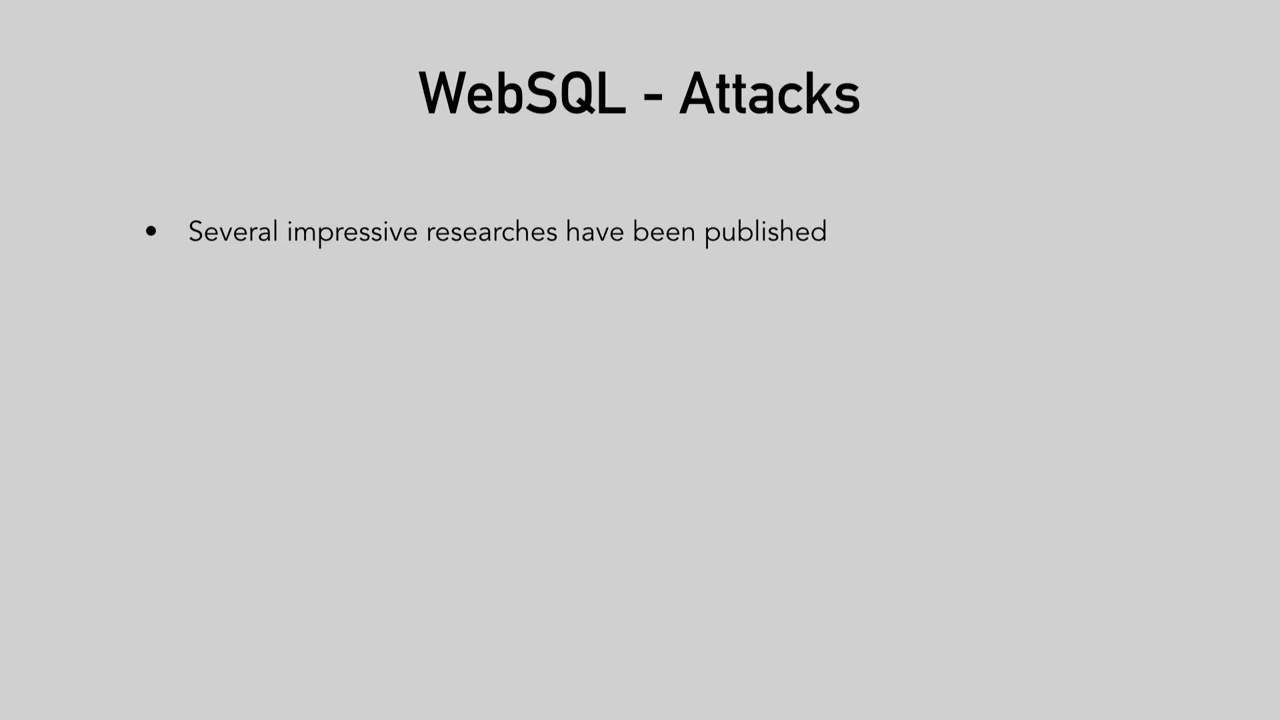 WebSQL - Attacks
• Several impressive researches have been published